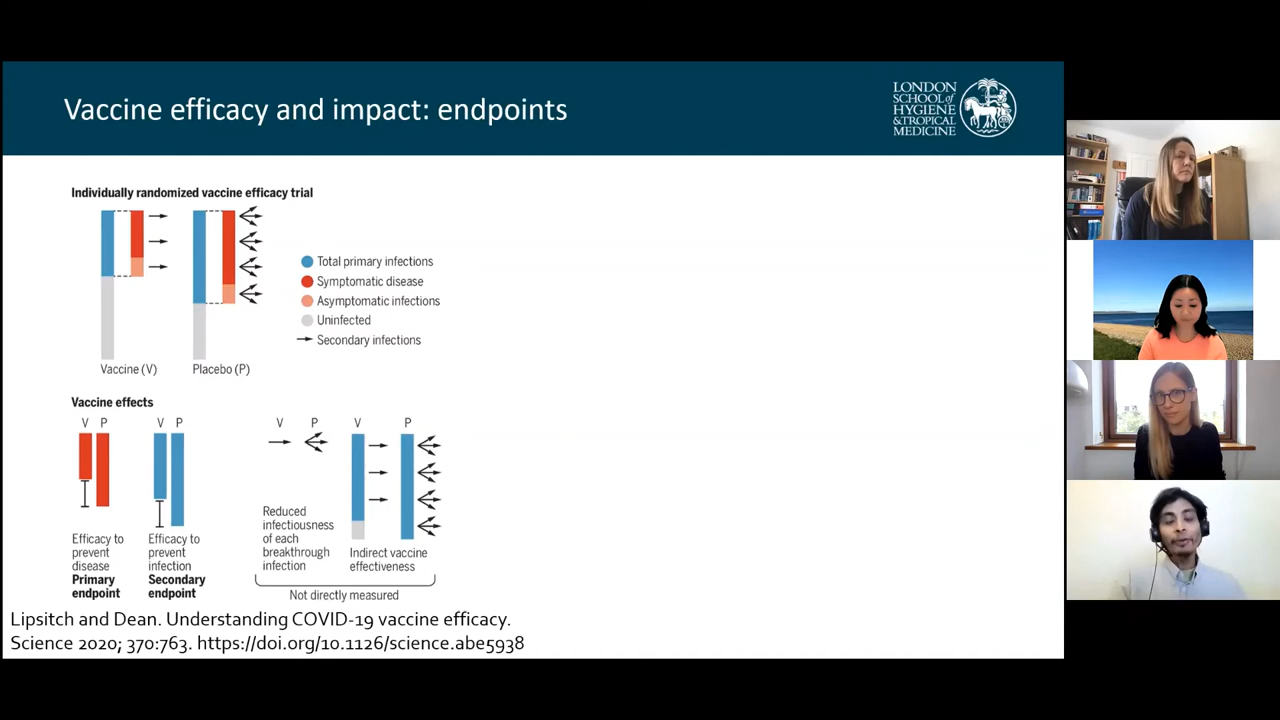 Vaccine efficacy and impact: endpoints
LONDON
SCHOOL of
HYGIENE
& TROPICAL
MEDICINE
Individually randomized vaccine efficacy trial
Total primary infections
Symptomatic disease
Asymptomatic infections
Uninfected
Secondary infections
Vaccine (V)
Placebo (P)
Vaccine effects
V P
V P
V P
V P
Efficacy to
prevent
disease
Primary
endpoint
Efficacy to
prevent
infection
Secondary
endpoint
Reduced
infectiousness
of each
breakthrough
infection
Indirect vaccine
effectiveness
Not directly measured
Lipsitch and Dean. Understanding COVID-19 vaccine efficacy.
Science 2020; 370:763. https://doi.org/10.1126/science.abe5938